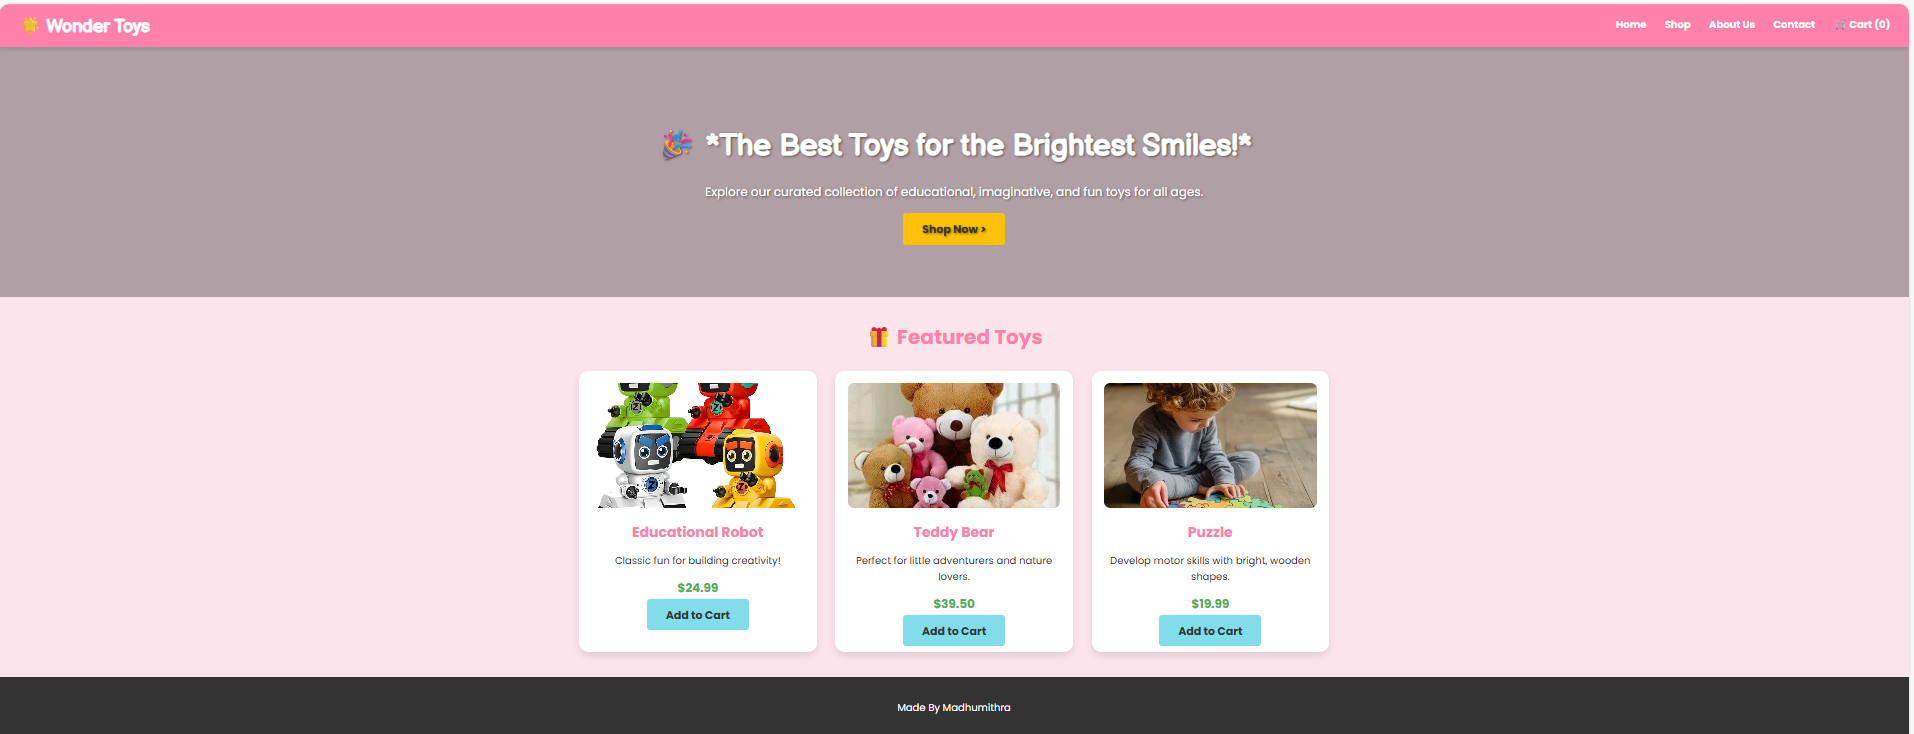 🌟 Wonder Toys
Home Shop About Us Contact 🛒 Cart (0)
🎉 *The Best Toys for the Brightest Smiles!*
Explore our curated collection of educational, imaginative, and fun toys for all ages.
Shop Now >
🎁 Featured Toys
Educational Robot
Classic fun for building creativity!
$24.99
Add to Cart
Teddy Bear
Perfect for little adventurers and nature
lovers.
$39.50
Add to Cart
Puzzle
Develop motor skills with bright, wooden
shapes.
$19.99
Add to Cart
Made By Madhumithra